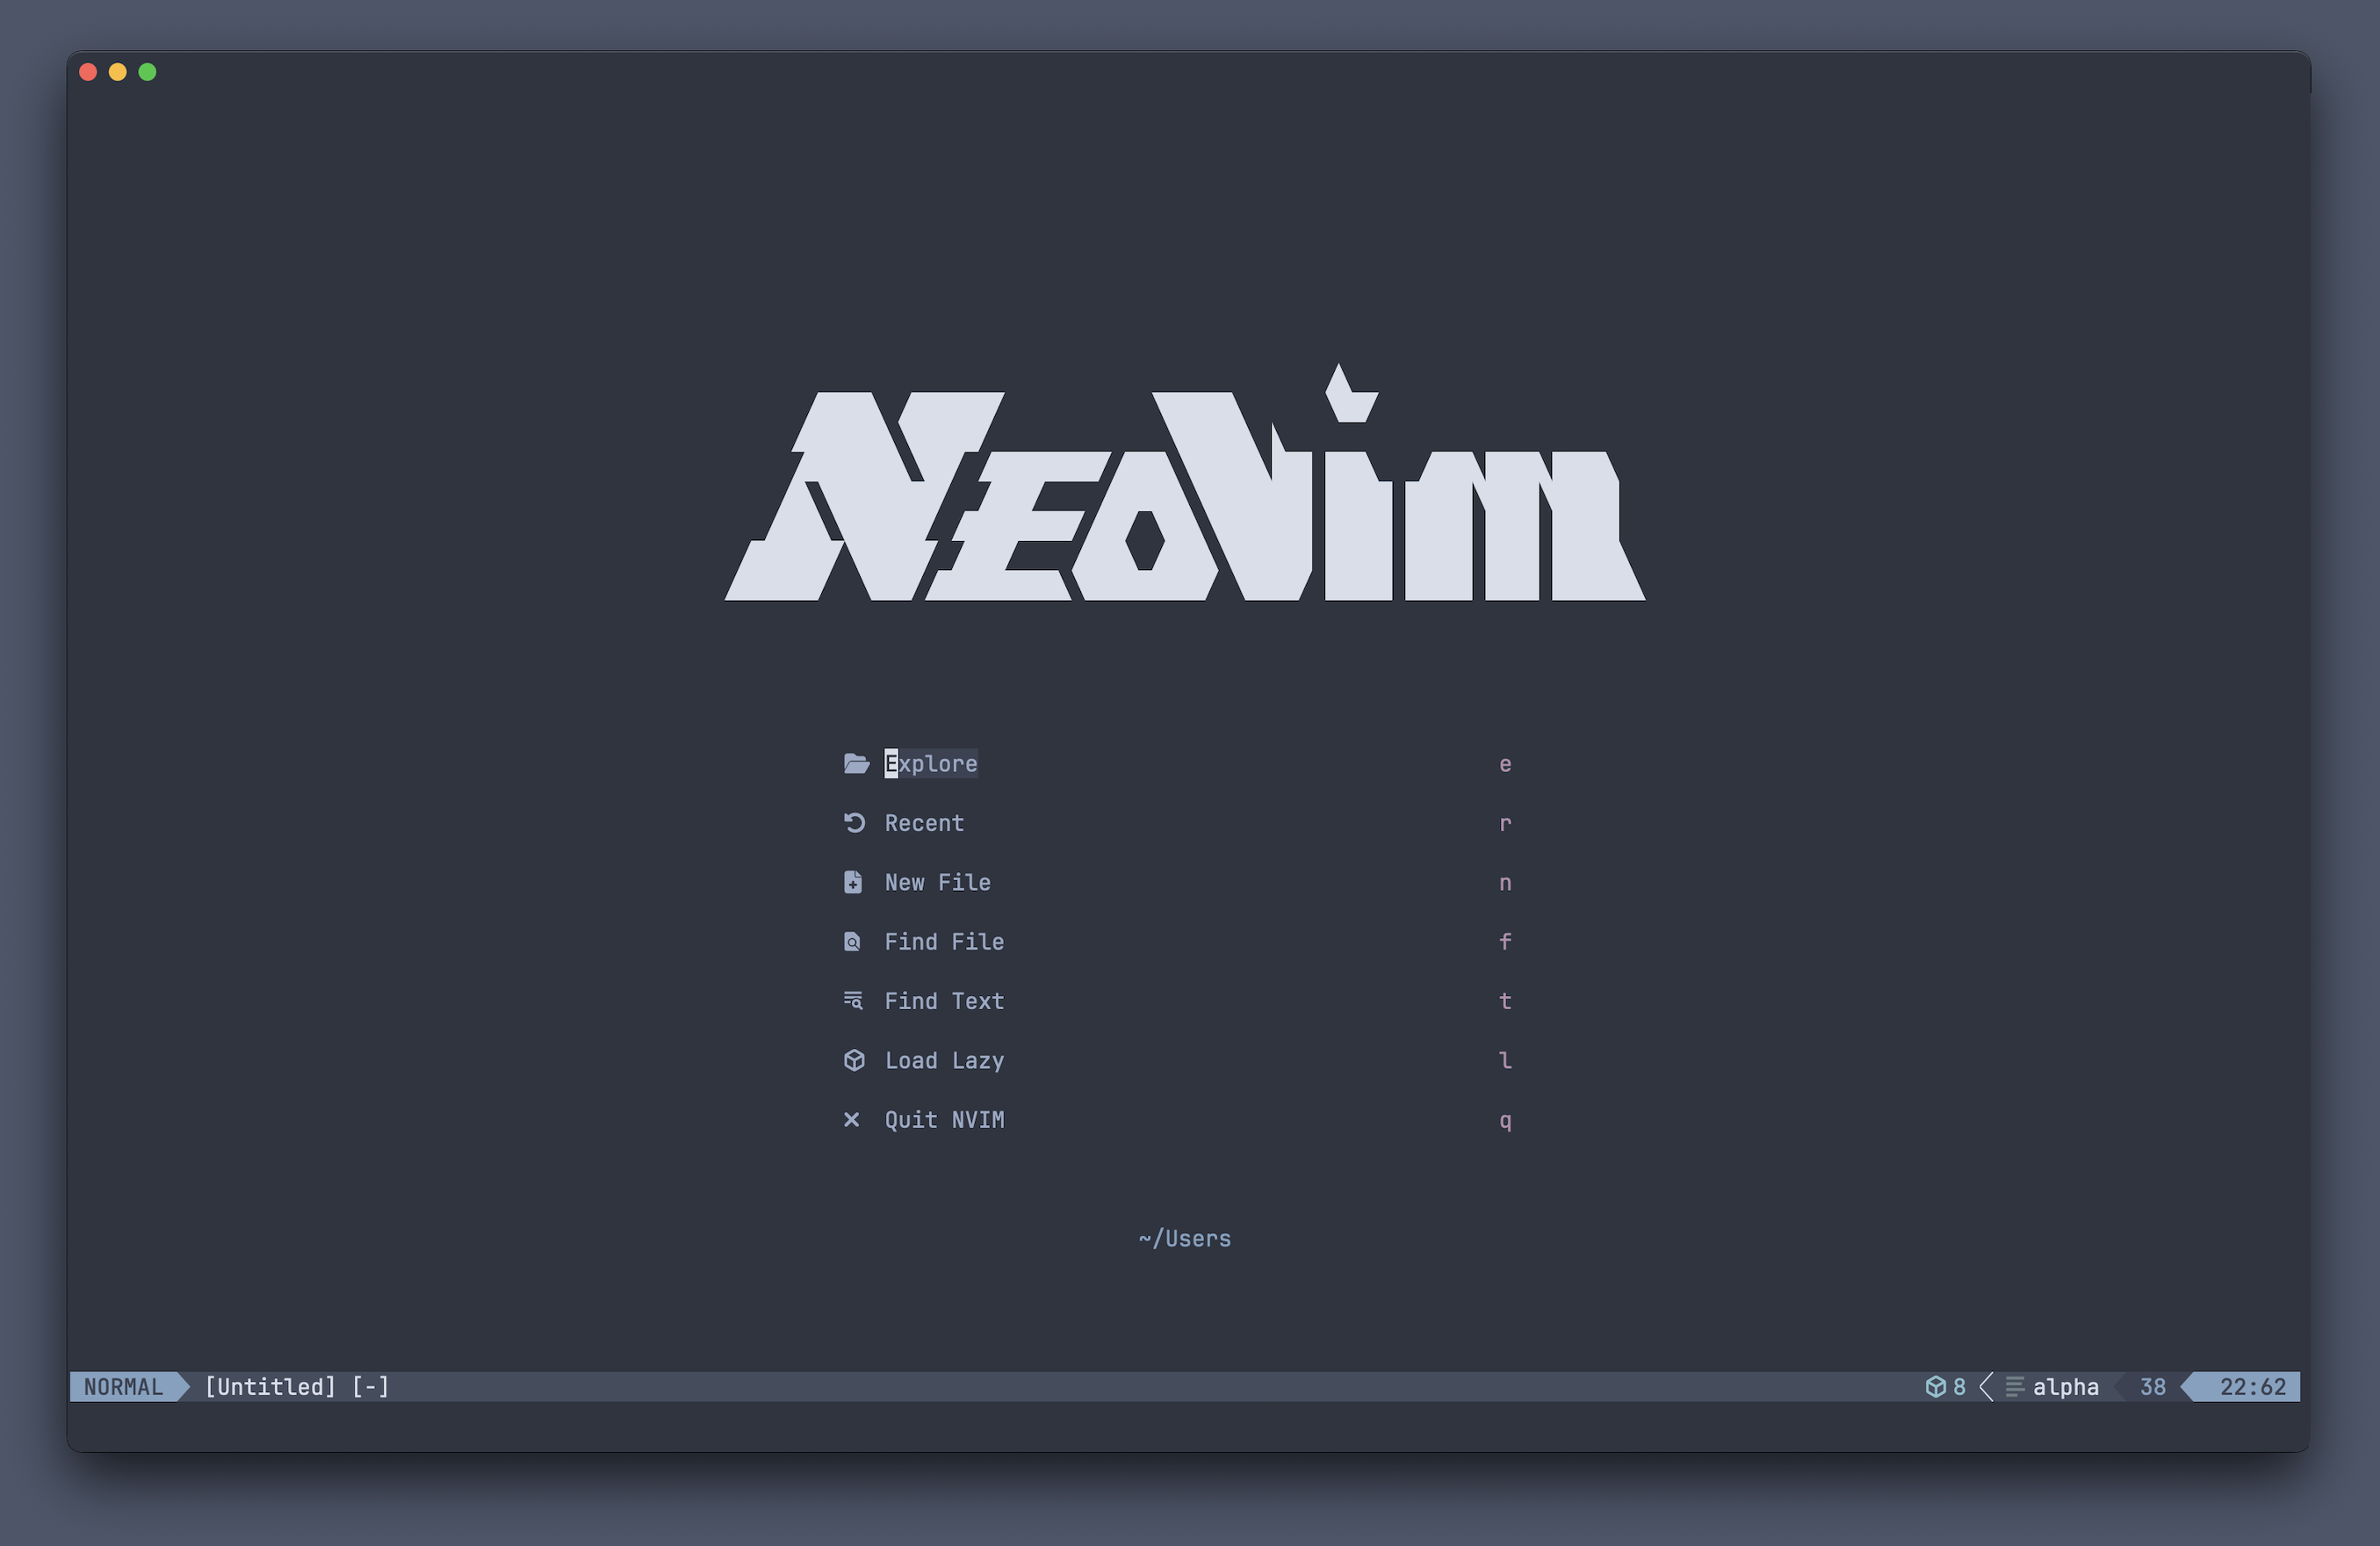 NEOVim
Explore e
Recent r
New File n
Find File f
Find Text t
Load Lazy l
Quit NVIM q
~/Users
NORMAL [Untitled] [-] 8 alpha 38 22:62